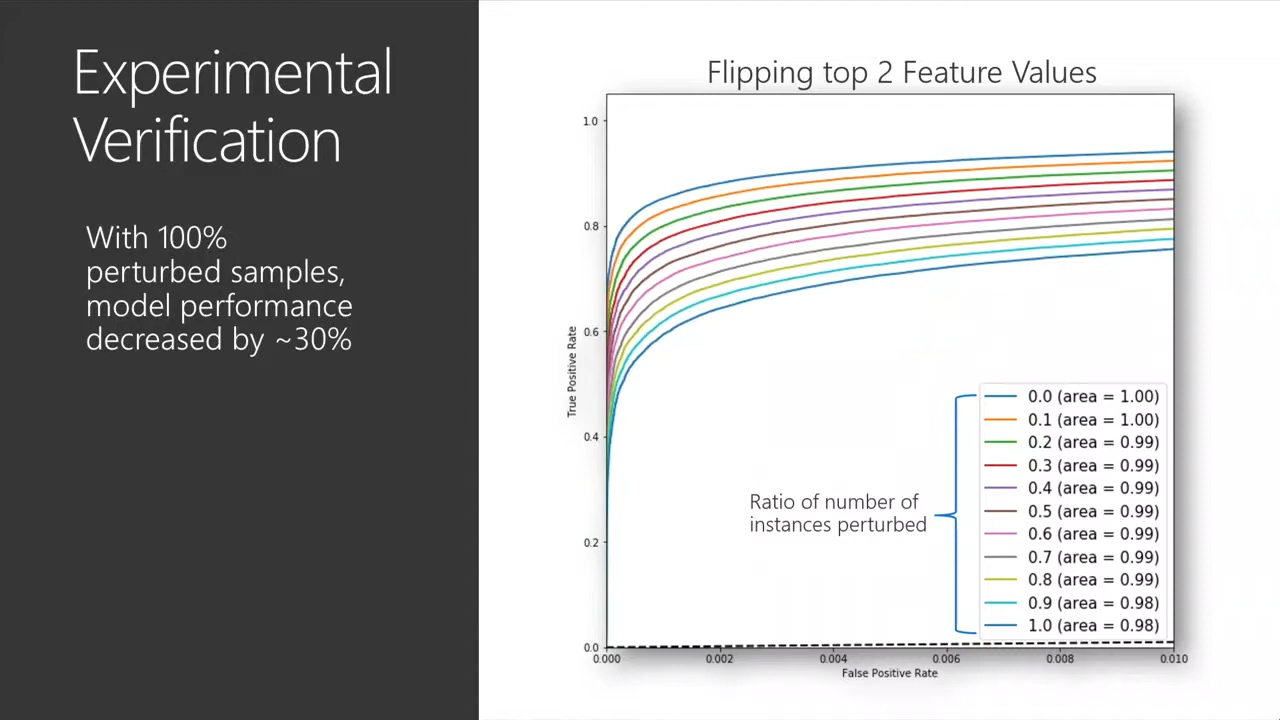 Experimental
Verification
With 100%
perturbed samples,
model performance
decreased by ~30%
Flipping top 2 Feature Values
True Positive Rate
1.0
0.8
0.6
0.4
0.2
0.0
0.000
0.002
0.004
0.006
0.008
0.010
False Positive Rate
Ratio of number of
instances perturbed
0.0 (area = 1.00)
0.1 (area = 1.00)
0.2 (area = 0.99)
0.3 (area = 0.99)
0.4 (area = 0.99)
0.5 (area = 0.99)
0.6 (area = 0.99)
0.7 (area = 0.99)
0.8 (area = 0.99)
0.9 (area = 0.98)
1.0 (area = 0.98)